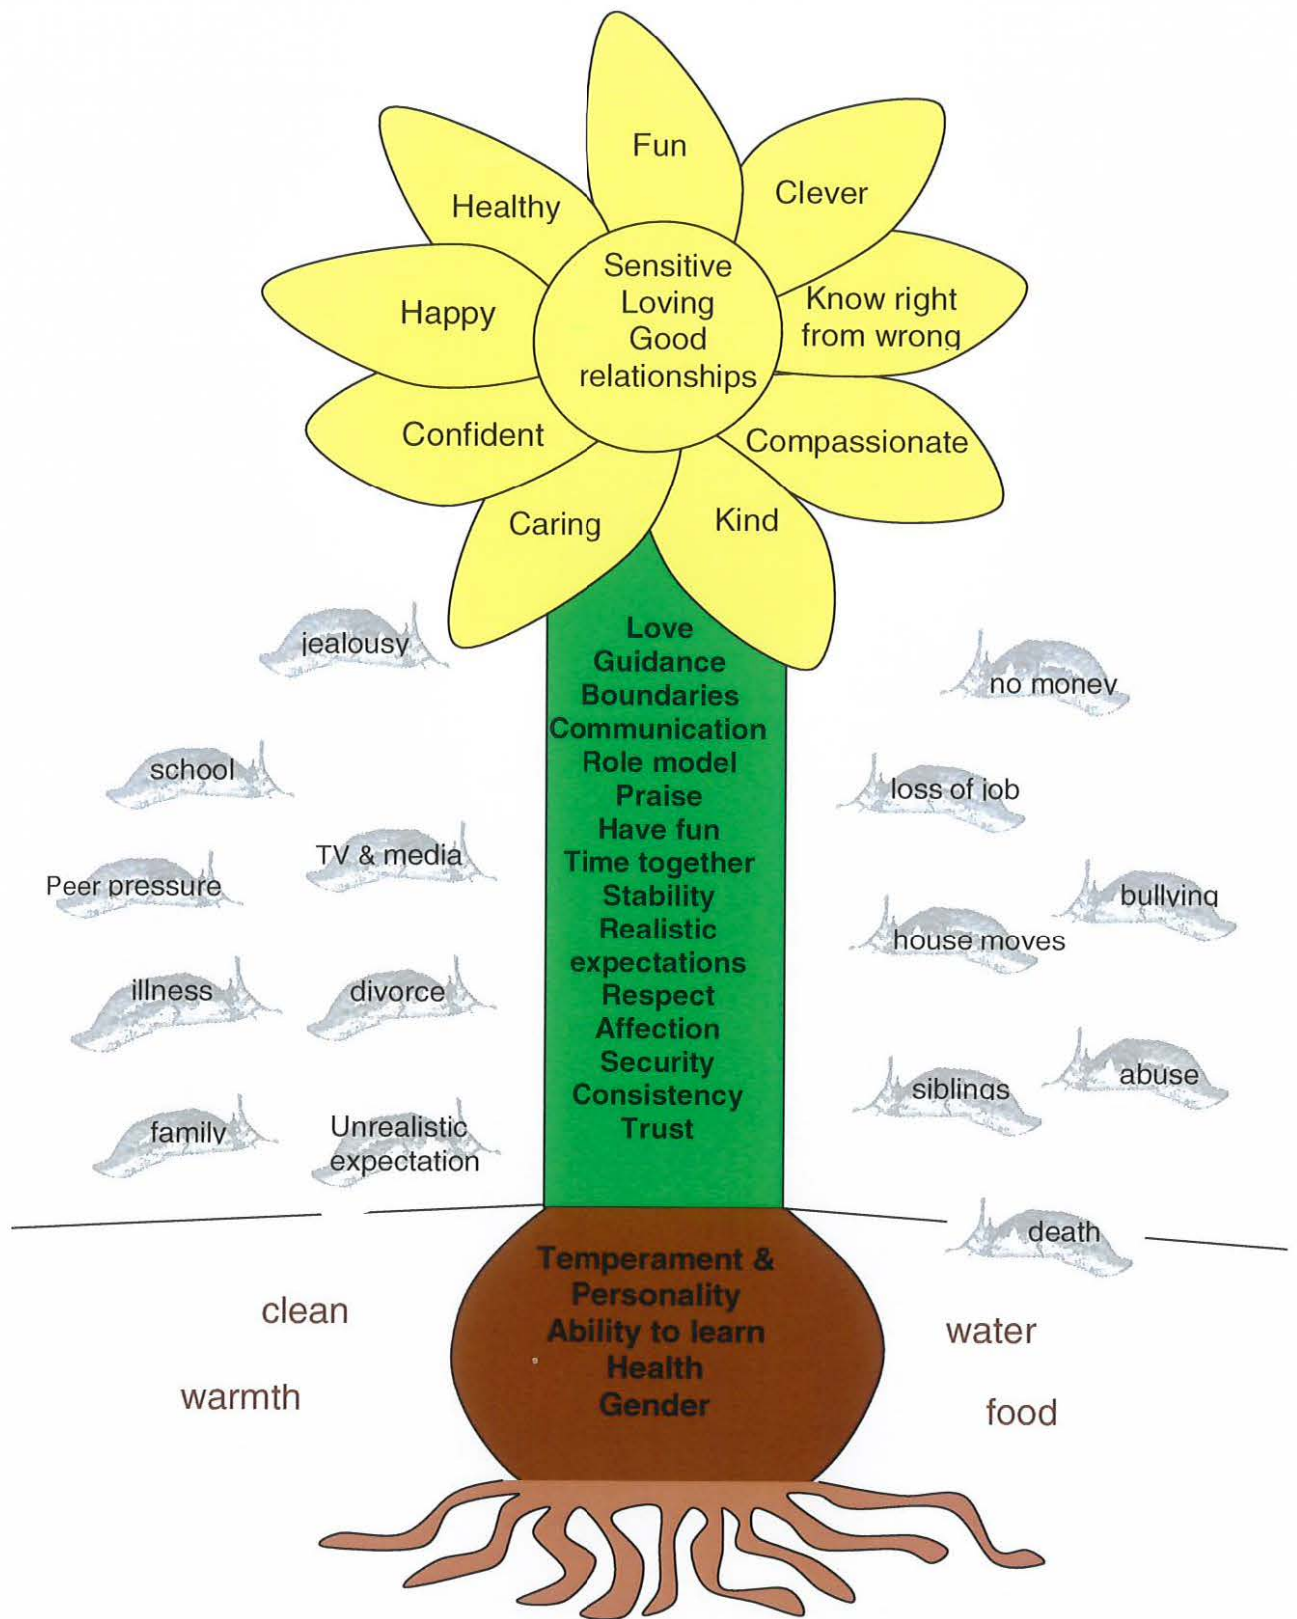 Fun
Clever
Healthy
Sensitive
Loving
Good
relationships
Know right
from wrong
Happy
Confident
Compassionate
Caring
Kind
jealousy
school
TV & media
Peer pressure
illness
divorce
family
Unrealistic
expectation
Love
Guidance
Boundaries
Communication
Role model
Praise
Have fun
Time together
Stability
Realistic
expectations
Respect
Affection
Security
Consistency
Trust
no money
loss of job
bullying
house moves
siblings
abuse
death
Temperament &
Personality
Ability to learn
Health
Gender
clean
warmth
water
food